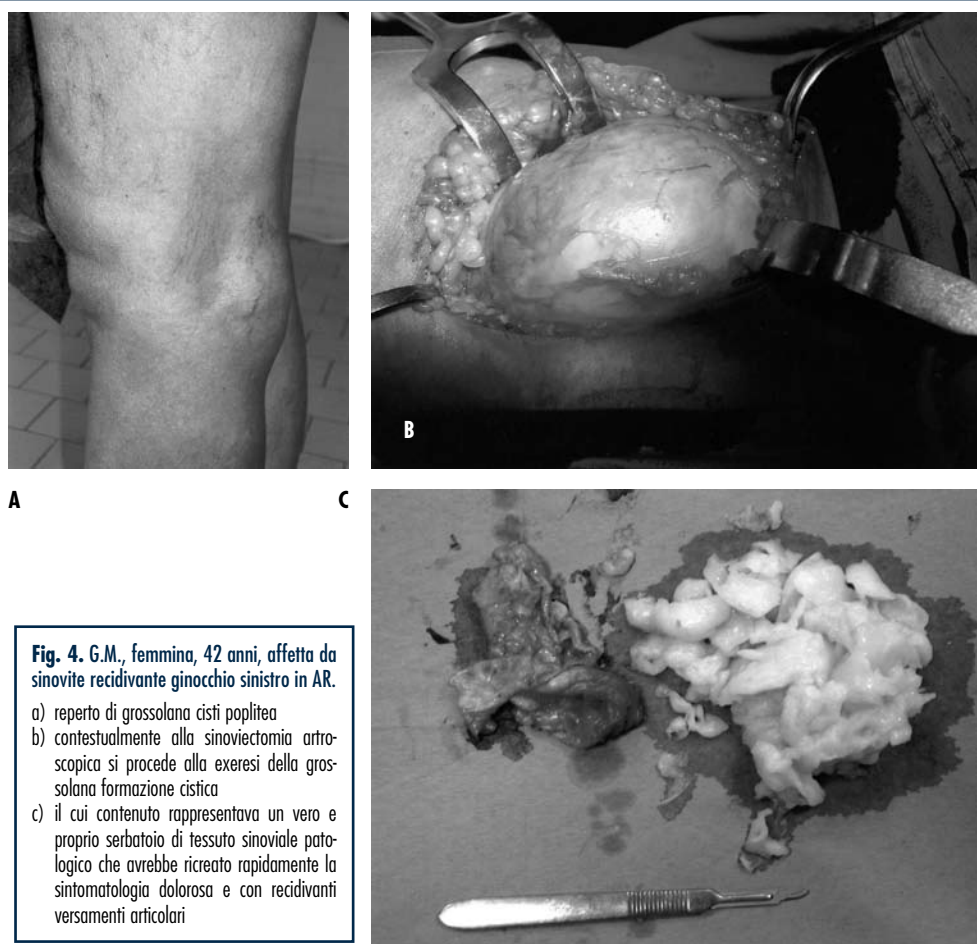 B
A
C
Fig. 4. G.M., femmina, 42 anni, affetta da
sinovite recidivante ginocchio sinistro in AR.
a) reperto di grossolana cisti poplitea
b) contestualmente alla sinoviectomia artro-
scopica si procede alla exeresi della gros-
solana formazione cistica
c) il cui contenuto rappresentava un vero e
proprio serbatoio di tessuto sinoviale pato-
logico che avrebbe ricreato rapidamente la
sintomatologia dolorosa e con recidivanti
versamenti articolari